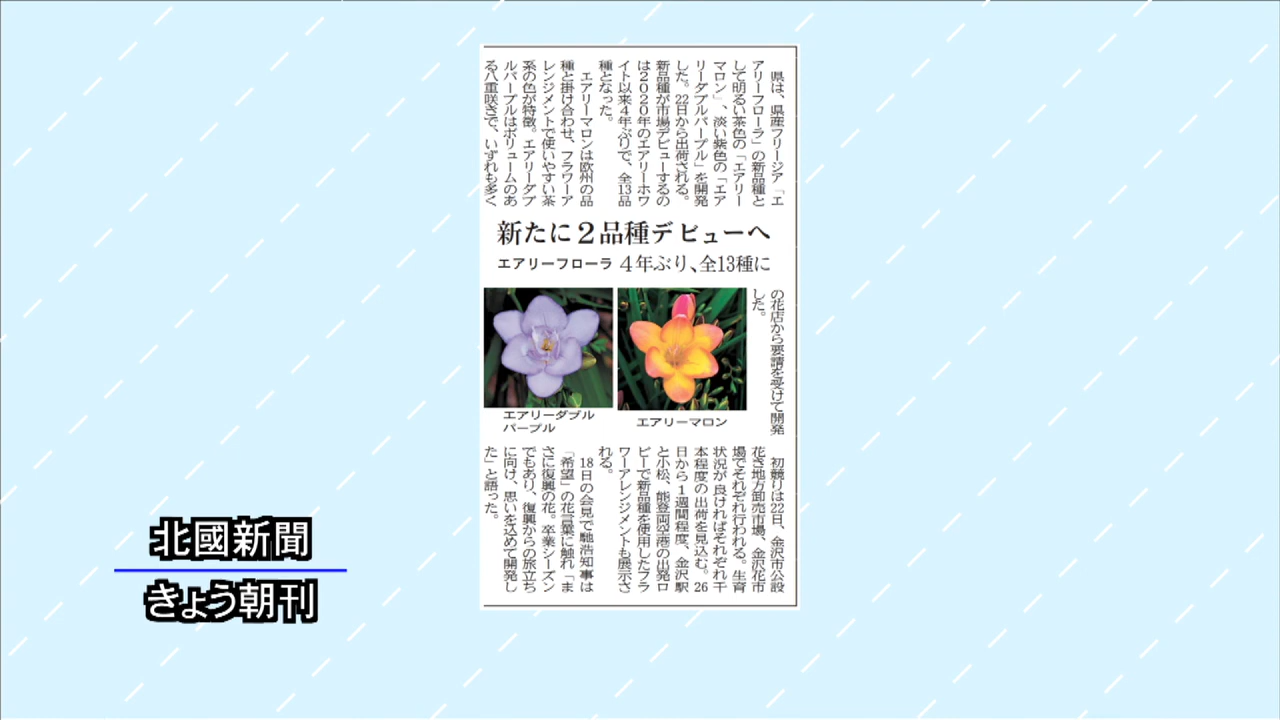 新たに２品種デビューへ
エアリーフローラ ４年ぶり、全13種に
県は、県産フリージア「エ
アリーフローラ」の新品種と
して明るい茶色の「エアリー
マロン」、淡い紫色の「エア
リーダブルパープル」を開発
した。22日から出荷される。
新品種が市場デビューするの
は２０２０年のエアリーホワ
イト以来４年ぶりで、全13品
種となった。
エアリーマロンは欧州の品
種と掛け合わせ、フラワーア
レンジメントで使いやすい茶
系の色が特徴。エアリーダブ
ルパープルはボリュームのあ
る八重咲きで、いずれも多く
の花店から要請を受けて開発
した。
エアリーマロン
エアリーダブル
パープル
初競りは22日、金沢市公設
花き地方卸売市場、金沢花市
場でそれぞれ行われる。生育
状況が良ければそれぞれ千
本程度の出荷を見込む。26
日から１週間程度、金沢駅
と小松、能登両空港の出発ロ
ビーで新品種を使用したフラ
ワーアレンジメントも展示さ
れる。
18日の会見で馳浩知事は
「希望」の花言葉に触れ「ま
さに復興の花。卒業シーズン
でもあり、復興からの旅立ち
に向け、思いを込めて開発し
た」と語った。
北國新聞
きょう朝刊